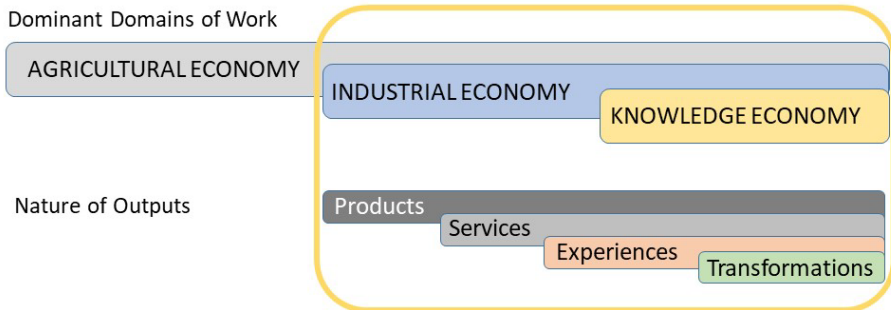 Dominant Domains of Work
AGRICULTURAL ECONOMY
INDUSTRIAL ECONOMY
KNOWLEDGE ECONOMY
Nature of Outputs
Products
Services
Experiences
Transformations